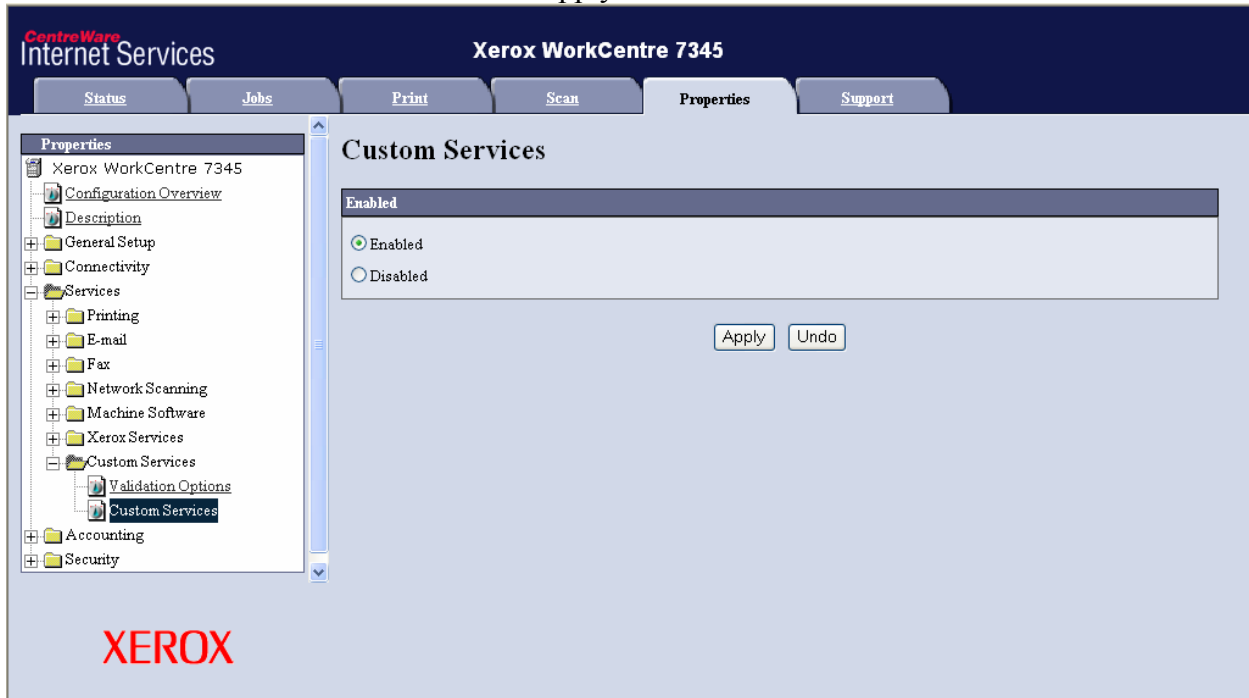 CentreWare
Internet Services
Xerox WorkCentre 7345
Status
Jobs
Print
Scan
Properties
Support
Properties
Xerox WorkCentre 7345
Configuration Overview
Description
General Setup
Connectivity
Services
Printing
E-mail
Fax
Network Scanning
Machine Software
Xerox Services
Custom Services
Validation Options
Custom Services
Accounting
Security
XEROX
Custom Services
Enabled
Enabled
Disabled
Apply Undo